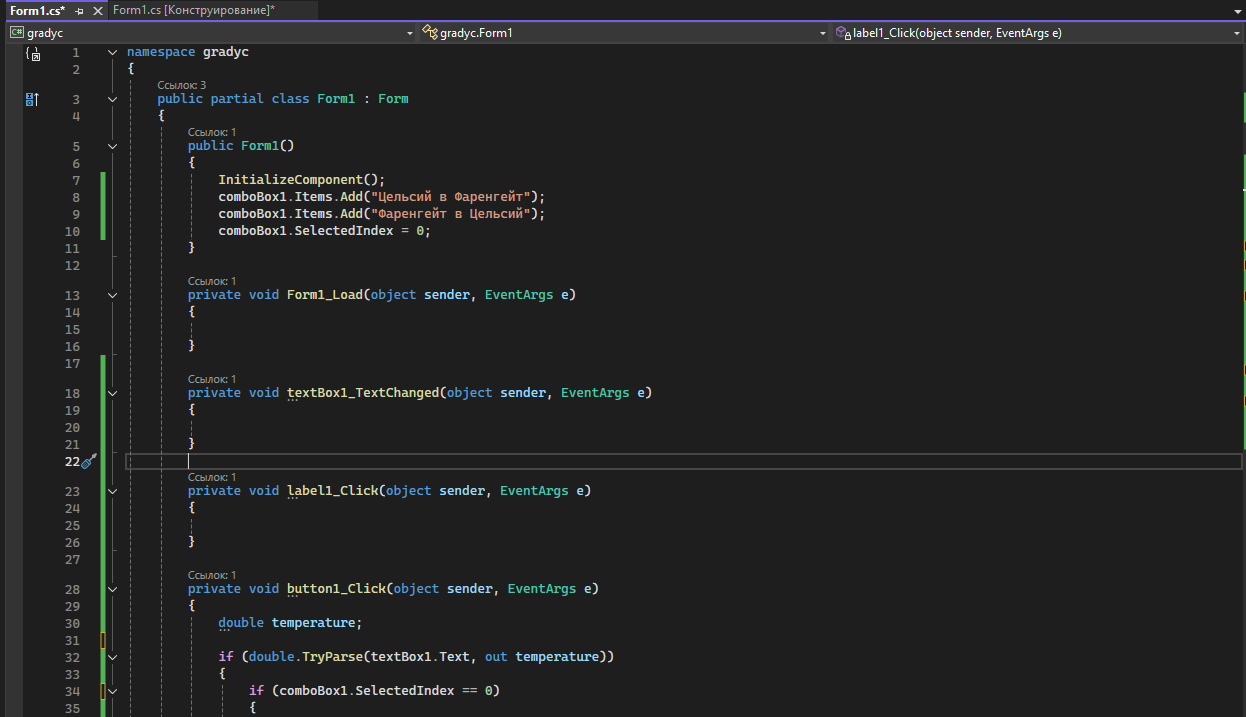 Form1.cs* Form1.cs [Конструирование]*
C# gradyc gradyc.Form1 label1_Click(object sender, EventArgs e)
1 namespace gradyc
2 {
Ссылок: 3
3 public partial class Form1 : Form
4 {
Ссылок: 1
5 public Form1()
6 {
7 InitializeComponent();
8 comboBox1.Items.Add("Цельсий в Фаренгейт");
9 comboBox1.Items.Add("Фаренгейт в Цельсий");
10 comboBox1.SelectedIndex = 0;
11 }
12
Ссылок: 1
13 private void Form1_Load(object sender, EventArgs e)
14 {
15
16 }
17
Ссылок: 1
18 private void textBox1_TextChanged(object sender, EventArgs e)
19 {
20
21 }
22
Ссылок: 1
23 private void label1_Click(object sender, EventArgs e)
24 {
25
26 }
27
Ссылок: 1
28 private void button1_Click(object sender, EventArgs e)
29 {
30 double temperature;
31
32 if (double.TryParse(textBox1.Text, out temperature))
33 {
34 if (comboBox1.SelectedIndex == 0)
35 {